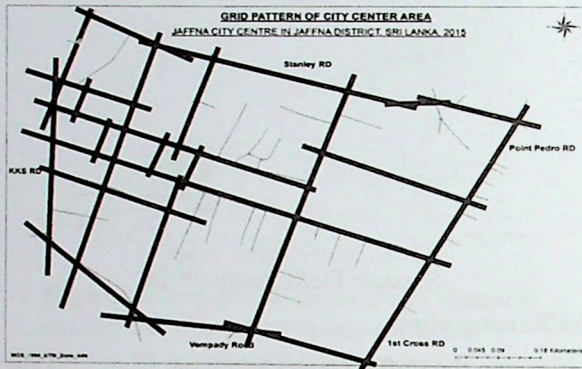 GRID PATTERN OF CITY CENTER AREA
JAFFNA CITY CENTRE IN JAFFNA DISTRICT, SRI LANKA, 2015
Stanley RD
Point Pedro RD
KKS RD
Vempady Road
1st Cross RD
0 0.045 0.09 0.18 Kilometers